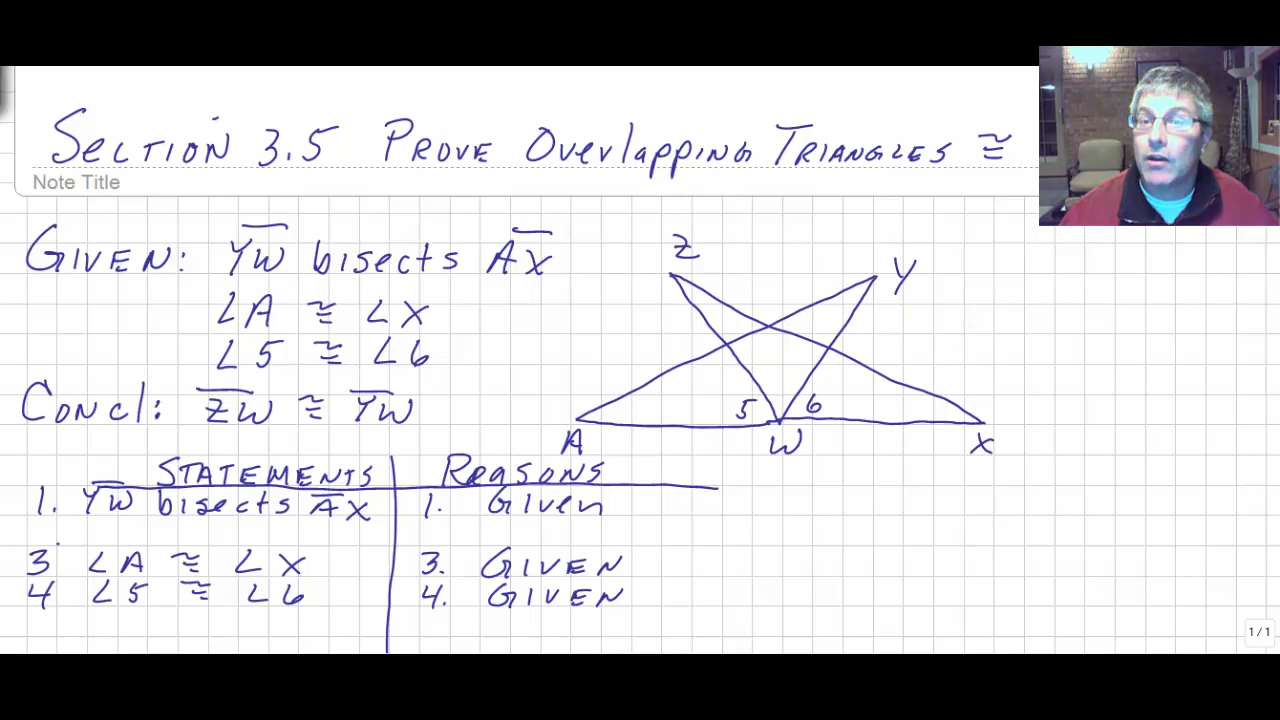 Section 3.5 Prove Overlapping Triangles ≅
Note Title
Given: YW bisects AX
∠A ≅ ∠X
∠5 ≅ ∠6
Concl: ZW ≅ YW
Z
Y
5
6
A
W
X
Statements Reasons
1. YW bisects AX 1. Given
3 ∠A ≅ ∠X 3. Given
4 ∠5 ≅ ∠6 4. Given
1/1